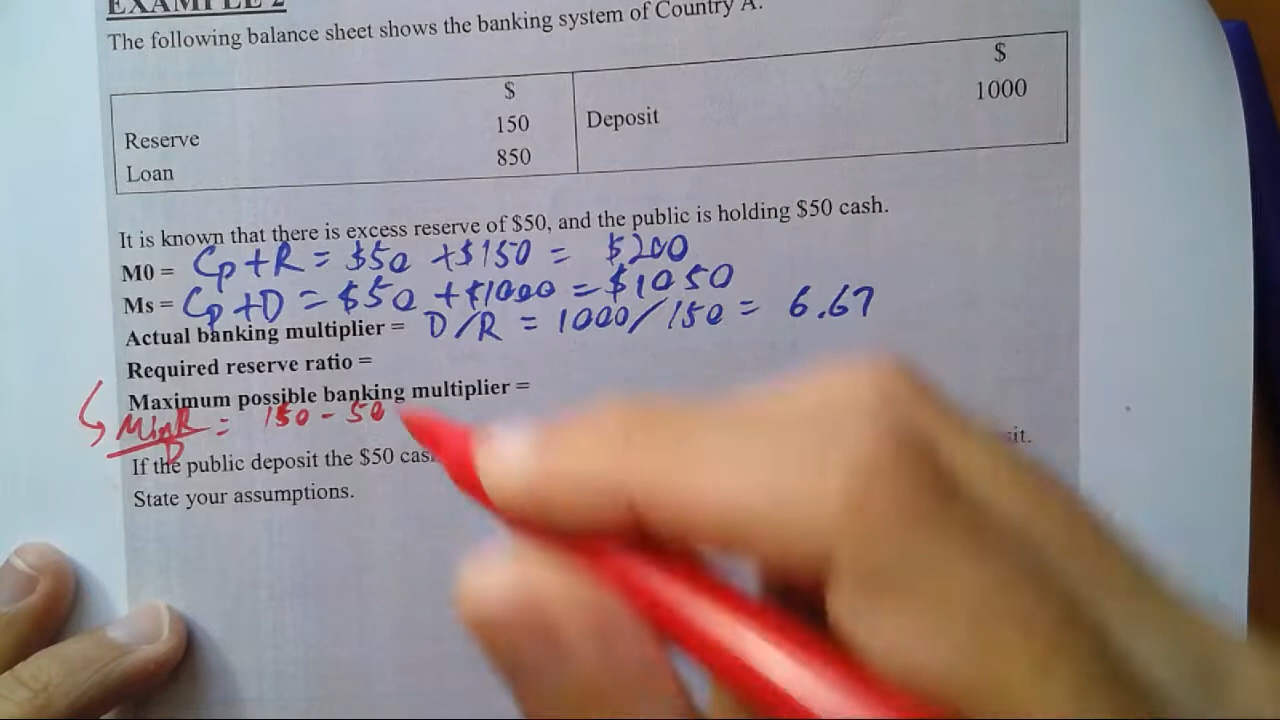 EXAMPLE 2
The following balance sheet shows the banking system of Country A.
$ $
Reserve 150 Deposit 1000
Loan 850
It is known that there is excess reserve of $50, and the public is holding $50 cash.
M0 = Cp+R = $50 +$150 = $200
Ms = Cp+D = $50 +$1000 = $1050
Actual banking multiplier = D/R = 1000/150 = 6.67
Required reserve ratio =
Maximum possible banking multiplier =
MinR = 150 - 50
D
If the public deposit the $50 cas it.
State your assumptions.